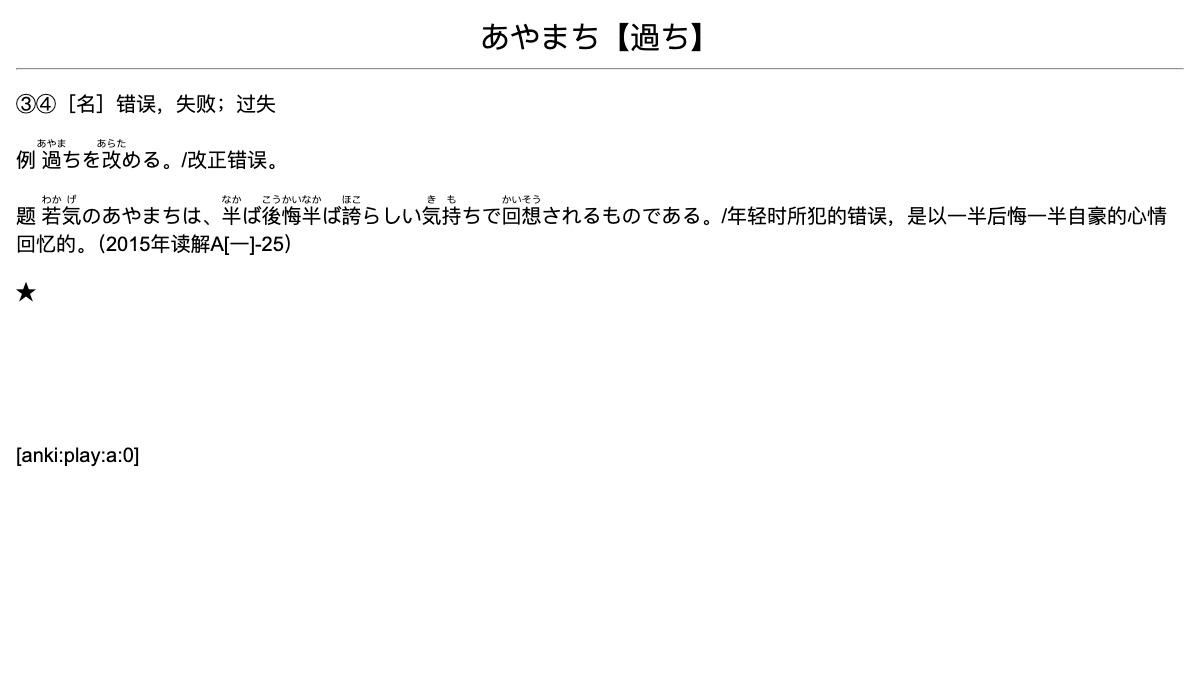 あやまち【過ち】
③④［名］错误，失败；过失
あやま あらた
例 過ちを改める。/改正错误。
わか げ なか こうかいなか ほこ き も かいそう
题 若気のあやまちは、半ば後悔半ば誇らしい気持ちで回想されるものである。/年轻时所犯的错误，是以一半后悔一半自豪的心情
回忆的。（2015年读解A[一]-25）
★
[anki:play:a:0]